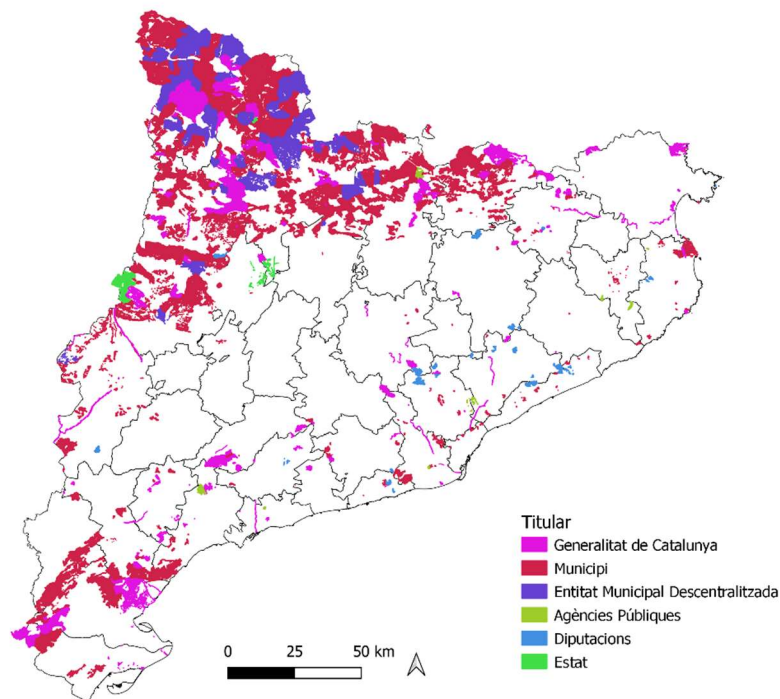 Titular
Generalitat de Catalunya
Municipi
Entitat Municipal Descentralitzada
Agències Públiques
Diputacions
Estat
0 25 50 km